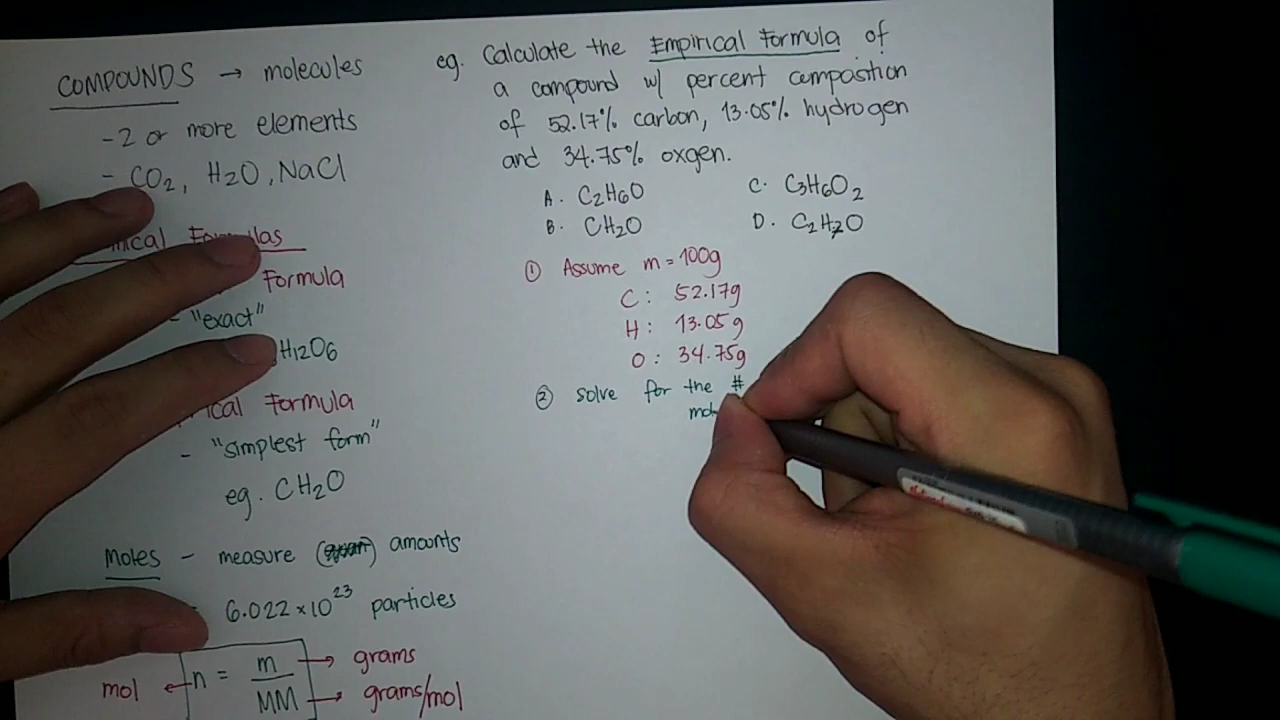 COMPOUNDS → molecules
-2 or more elements
- CO2, H2O, NaCl
Formulas
Formula
- "exact"
H12O6
Formula
- "simplest form"
eg. CH2O
Moles - measure () amounts
6.022×10^23 particles
mol ← n = m/MM
→ grams
→ grams/mol
eg. Calculate the Empirical Formula of
a compound w/ percent composition
of 52.17% carbon, 13.05% hydrogen
and 34.75% oxgen.
A. C2H6O
C. C3H6O2
B. CH2O
D. C2H7O
① Assume m = 100g
C: 52.17g
H: 13.05g
O: 34.75g
② solve for the #